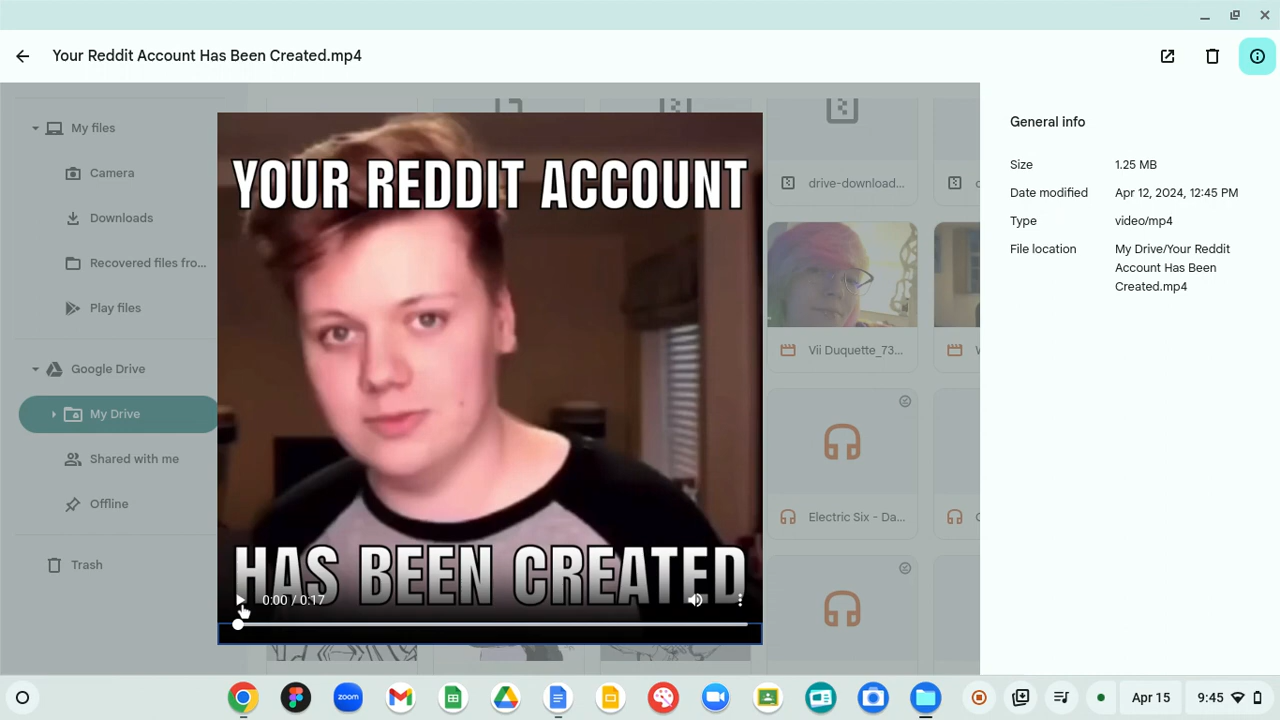 Your Reddit Account Has Been Created.mp4
My files
Camera
Downloads
Recovered files fro...
Play files
Google Drive
My Drive
Shared with me
Offline
Trash
YOUR REDDIT ACCOUNT
HAS BEEN CREATED
0:00 / 0:17
drive-download...
Vii Duquette_73...
Electric Six - Da...
General info
Size 1.25 MB
Date modified Apr 12, 2024, 12:45 PM
Type video/mp4
File location My Drive/Your Reddit
Account Has Been
Created.mp4
zoom
Apr 15
9:45